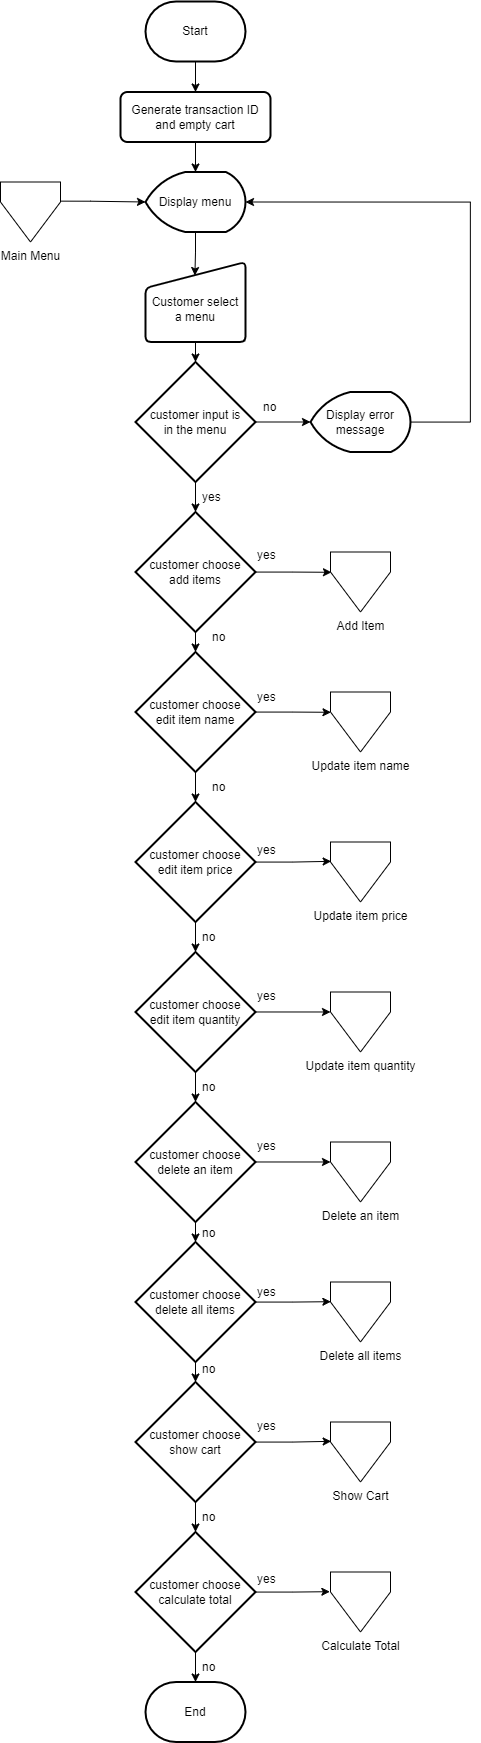 Start
Generate transaction ID
and empty cart
Display menu
Main Menu
Customer select
a menu
customer input is
in the menu
no
Display error
message
yes
customer choose
add items
yes
Add Item
no
customer choose
edit item name
yes
Update item name
no
customer choose
edit item price
yes
Update item price
no
customer choose
edit item quantity
yes
Update item quantity
no
customer choose
delete an item
yes
Delete an item
no
customer choose
delete all items
yes
Delete all items
no
customer choose
show cart
yes
Show Cart
no
customer choose
calculate total
yes
Calculate Total
no
End